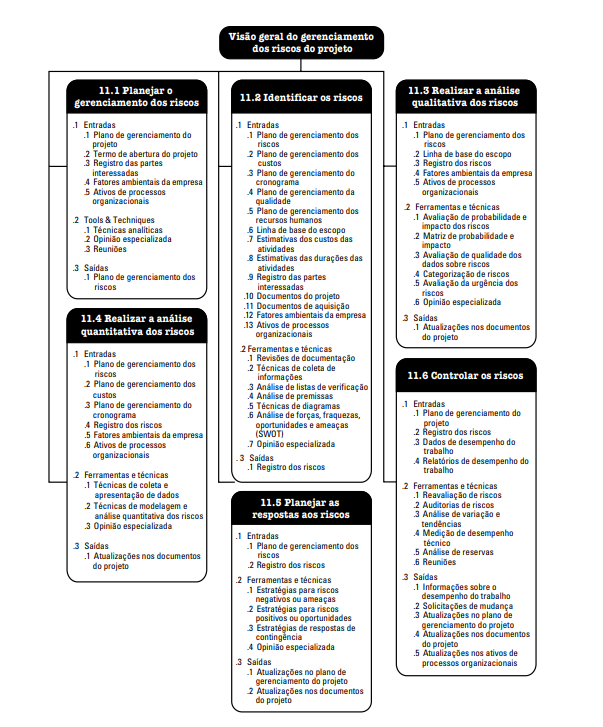 Visão geral do gerenciamento
dos riscos do projeto
11.1 Planejar o
gerenciamento dos riscos
.1 Entradas
.1 Plano de gerenciamento do
projeto
.2 Termo de abertura do projeto
.3 Registro das partes
interessadas
.4 Fatores ambientais da empresa
.5 Ativos de processos
organizacionais
.2 Tools & Techniques
.1 Técnicas analíticas
.2 Opinião especializada
.3 Reuniões
.3 Saídas
.1 Plano de gerenciamento dos
riscos
11.2 Identificar os riscos
.1 Entradas
.1 Plano de gerenciamento dos
riscos
.2 Plano de gerenciamento dos
custos
.3 Plano de gerenciamento do
cronograma
.4 Plano de gerenciamento da
qualidade
.5 Plano de gerenciamento dos
recursos humanos
.6 Linha de base do escopo
.7 Estimativas dos custos das
atividades
.8 Estimativas das durações das
atividades
.9 Registro das partes
interessadas
.10 Documentos do projeto
.11 Documentos de aquisição
.12 Fatores ambientais da empresa
.13 Ativos de processos
organizacionais
.2 Ferramentas e técnicas
.1 Revisões de documentação
.2 Técnicas de coleta de
informações
.3 Análise de listas de verificação
.4 Análise de premissas
.5 Técnicas de diagramas
.6 Análise de forças, fraquezas,
oportunidades e ameaças
(SWOT)
.7 Opinião especializada
. 3 Saídas
.1 Registro dos riscos
11.3 Realizar a análise
qualitativa dos riscos
.1 Entradas
.1 Plano de gerenciamento dos
riscos
.2 Linha de base do escopo
.3 Registro dos riscos
.4 Fatores ambientais da empresa
.5 Ativos de processos
organizacionais
.2 Ferramentas e técnicas
.1 Avaliação de probabilidade e
impacto dos riscos
.2 Matriz de probabilidade e
impacto
.3 Avaliação de qualidade dos
dados sobre riscos
.4 Categorização de riscos
.5 Avaliação da urgência dos
riscos
.6 Opinião especializada
.3 Saídas
.1 Atualizações nos documentos
do projeto
11.4 Realizar a análise
quantitativa dos riscos
.1 Entradas
.1 Plano de gerenciamento dos
riscos
.2 Plano de gerenciamento dos
custos
.3 Plano de gerenciamento do
cronograma
.4 Registro dos riscos
.5 Fatores ambientais da empresa
.6 Ativos de processos
organizacionais
.2 Ferramentas e técnicas
.1 Técnicas de coleta e
apresentação de dados
.2 Técnicas de modelagem e
análise quantitativa dos riscos
.3 Opinião especializada
.3 Saídas
.1 Atualizações nos documentos
do projeto
11.5 Planejar as
respostas aos riscos
.1 Entradas
.1 Plano de gerenciamento dos
riscos
.2 Registro dos riscos
.2 Ferramentas e técnicas
.1 Estratégias para riscos
negativos ou ameaças
.2 Estratégias para riscos
positivos ou oportunidades
.3 Estratégias de respostas de
contingência
.4 Opinião especializada
.3 Saídas
.1 Atualizações no plano de
gerenciamento do projeto
.2 Atualizações nos documentos
do projeto
11.6 Controlar os riscos
.1 Entradas
.1 Plano de gerenciamento do
projeto
.2 Registro dos riscos
.3 Dados de desempenho do
trabalho
.4 Relatórios de desempenho do
trabalho
.2 Ferramentas e técnicas
.1 Reavaliação de riscos
.2 Auditorias de riscos
.3 Análise de variação e
tendências
.4 Medição de desempenho
técnico
.5 Análise de reservas
.6 Reuniões
.3 Saídas
.1 Informações sobre o
desempenho do trabalho
.2 Solicitações de mudança
.3 Atualizações no plano de
gerenciamento do projeto
.4 Atualizações nos documentos
do projeto
.5 Atualizações nos ativos de
processos organizacionais